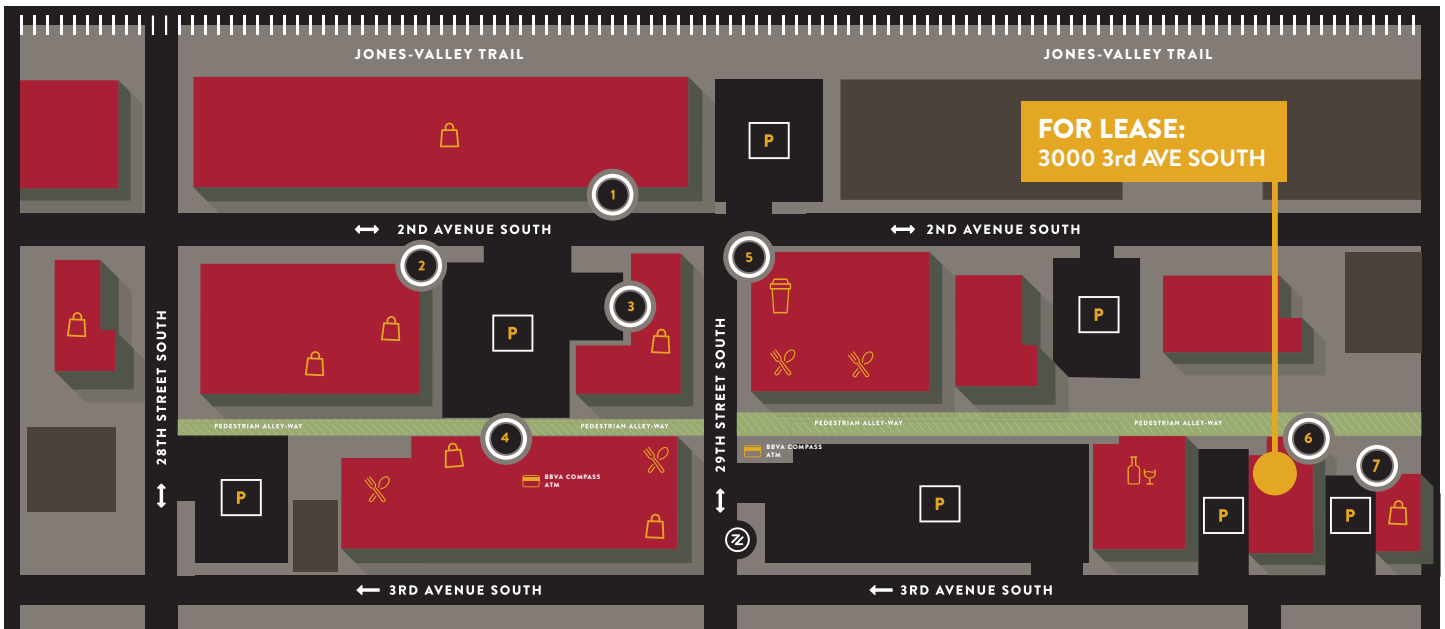 JONES-VALLEY TRAIL
JONES-VALLEY TRAIL
FOR LEASE:
3000 3rd AVE SOUTH
P
1
2ND AVENUE SOUTH
2ND AVENUE SOUTH
2
5
3
P
P
28TH STREET SOUTH
29TH STREET SOUTH
PEDESTRIAN ALLEY-WAY
PEDESTRIAN ALLEY-WAY
PEDESTRIAN ALLEY-WAY
PEDESTRIAN ALLEY-WAY
4
6
7
BBVA COMPASS
ATM
BBVA COMPASS
ATM
P
P
P
P
3RD AVENUE SOUTH
3RD AVENUE SOUTH